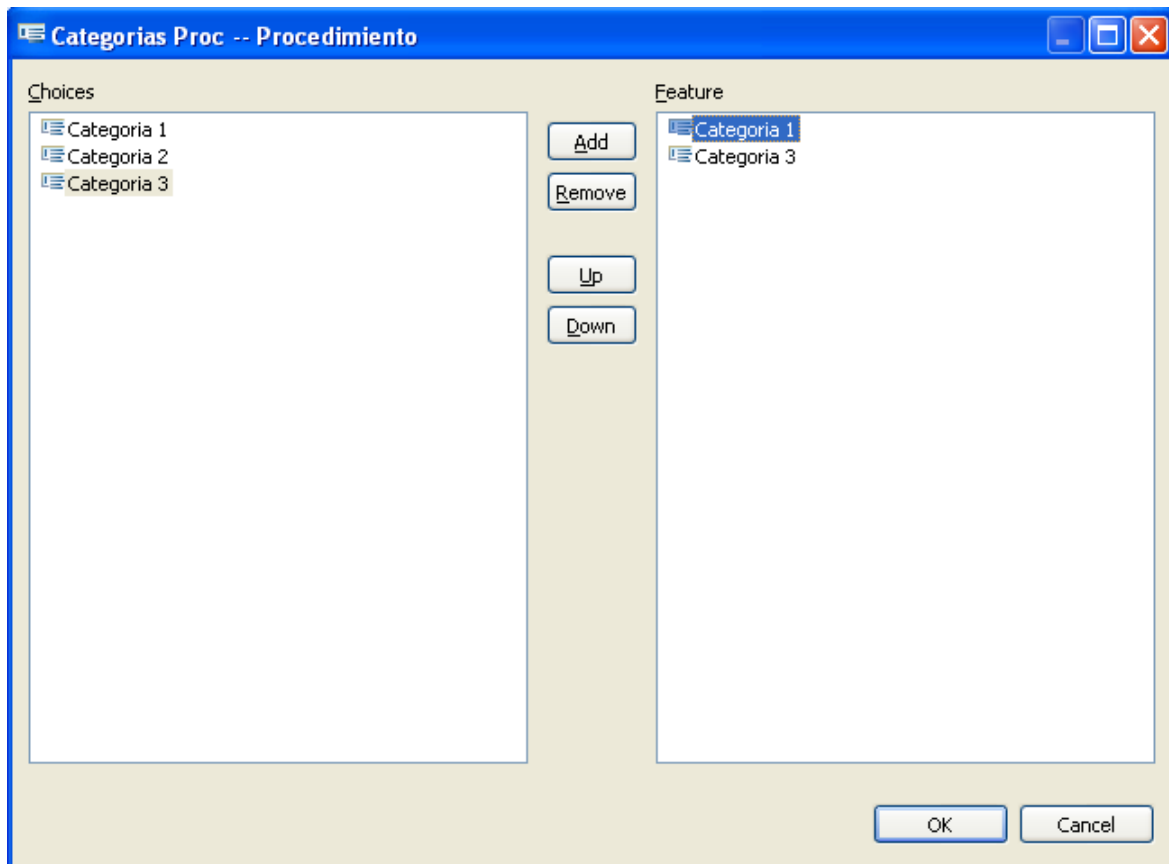 Categorias Proc -- Procedimiento
Choices
Categoria 1
Categoria 2
Categoria 3
Add
Remove
Up
Down
Feature
Categoria 1
Categoria 3
OK
Cancel